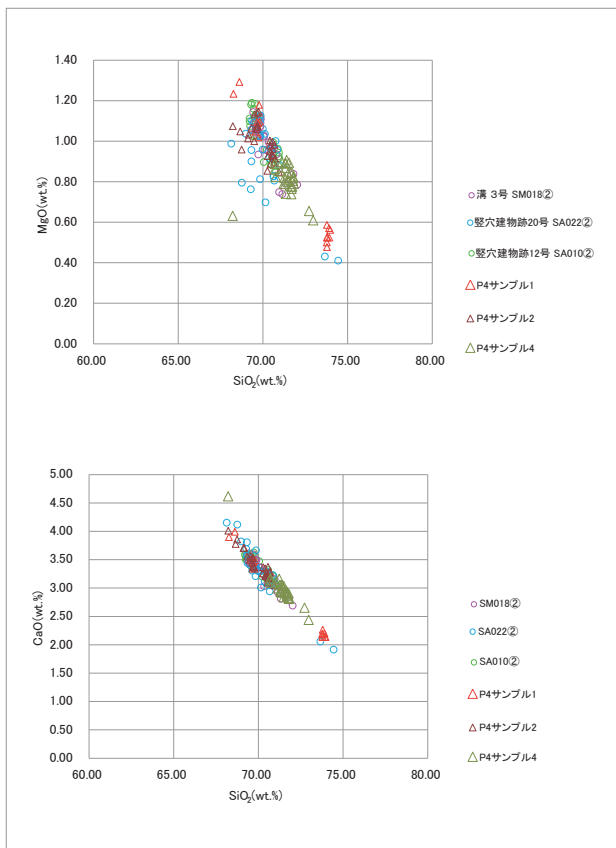 1.40
1.20
1.00
0.80
0.60
0.40
0.20
0.00
60.00 65.00 70.00 75.00 80.00
MgO(wt.%)
SiO₂(wt.%)
溝 3号 SM018②
竪穴建物跡20号 SA022②
竪穴建物跡12号 SA010②
P4サンプル1
P4サンプル2
P4サンプル4
5.00
4.50
4.00
3.50
3.00
2.50
2.00
1.50
1.00
0.50
0.00
60.00 65.00 70.00 75.00 80.00
CaO(wt.%)
SiO₂(wt.%)
SM018②
SA022②
SA010②
P4サンプル1
P4サンプル2
P4サンプル4